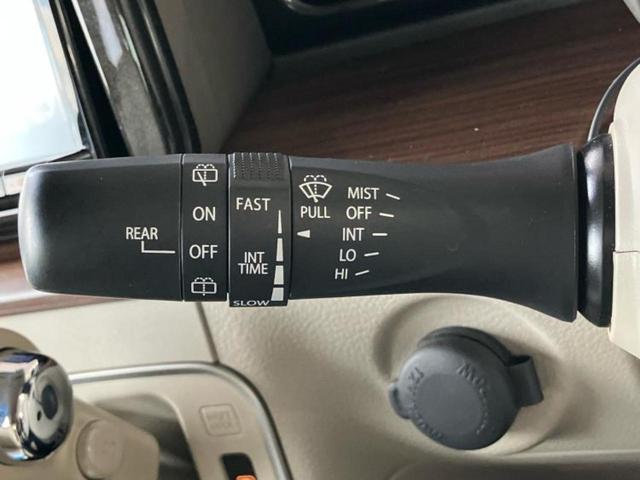 REAR
ON
OFF
FAST
INT
TIME
SLOW
PULL
MIST
OFF
INT
LO
HI